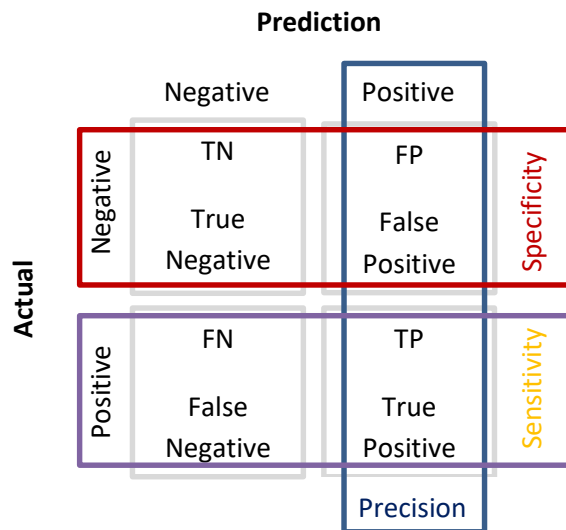 Prediction
Negative Positive
Actual
Negative
TN FP
True False
Negative Positive
Specificity
Positive
FN TP
False True
Negative Positive
Sensitivity
Precision